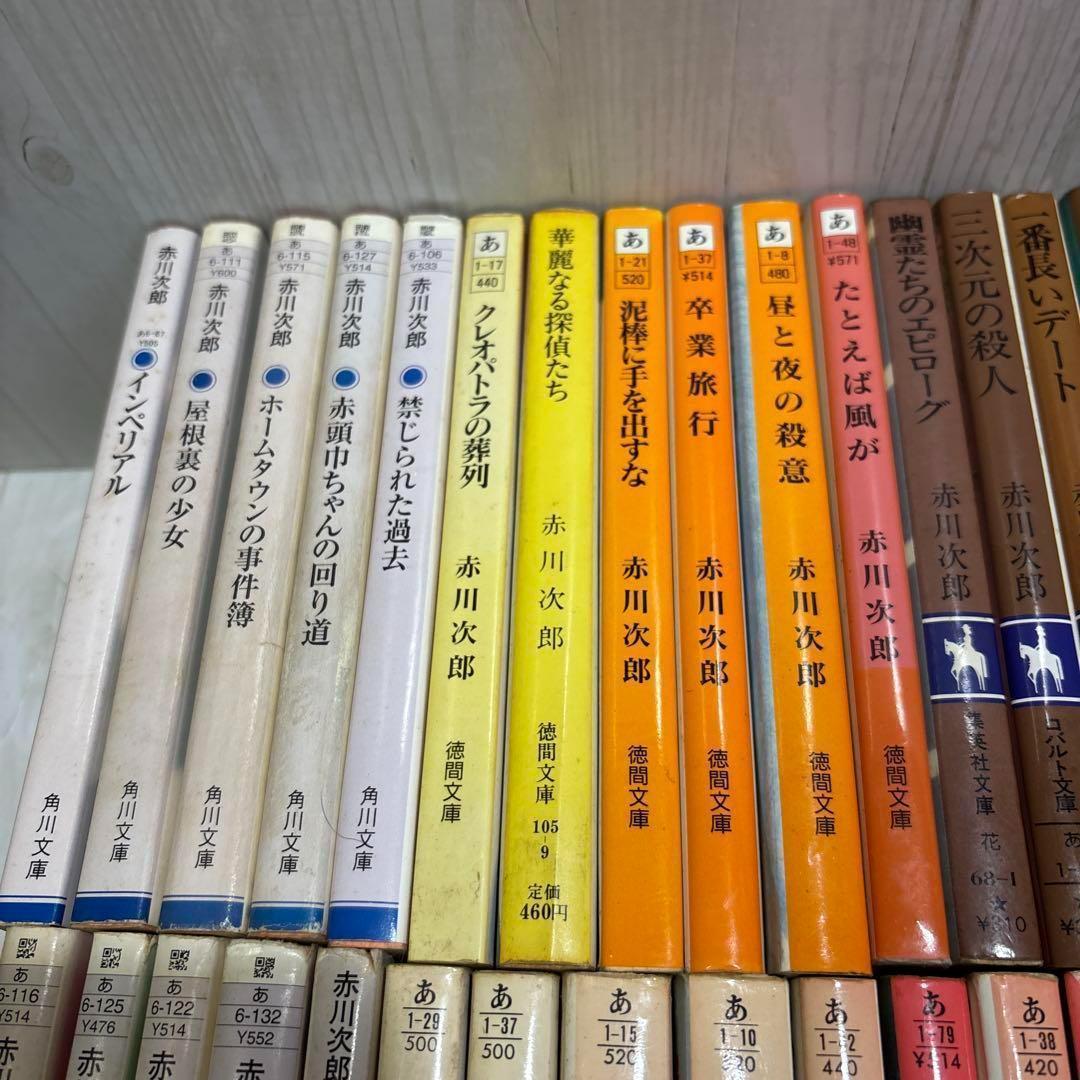 赤川次郎
あ6-87
Y505
インペリアル
角川文庫
あ
6-111
Y600
赤川次郎
屋根裏の少女
角川文庫
あ
6-115
Y571
赤川次郎
ホームタウンの事件簿
角川文庫
あ
6-127
Y514
赤川次郎
赤頭巾ちゃんの回り道
角川文庫
あ
6-106
Y533
赤川次郎
禁じられた過去
角川文庫
あ
1-17
440
クレオパトラの葬列
赤川次郎
徳間文庫
華麗なる探偵たち
赤川次郎
徳間文庫
105-9
定価
460円
あ
1-21
520
泥棒に手を出すな
赤川次郎
徳間文庫
あ
1-37
¥514
卒業旅行
赤川次郎
徳間文庫
あ
1-8
480
昼と夜の殺意
赤川次郎
徳間文庫
あ
1-48
¥571
たとえば風が
赤川次郎
徳間文庫
幽霊たちのエピローグ
赤川次郎
集英社文庫
花
68-1
★
¥310
三次元の殺人
赤川次郎
コバルト文庫
あ
一番長いデート
あ
6-116
Y514
赤
あ
6-125
Y476
赤
あ
6-122
Y514
赤
あ
6-132
Y552
赤
赤川次郎
あ
1-29
500
あ
1-37
500
あ
1-15
520
あ
1-10
あ
440
あ
1-79
¥514
あ
1-38
420